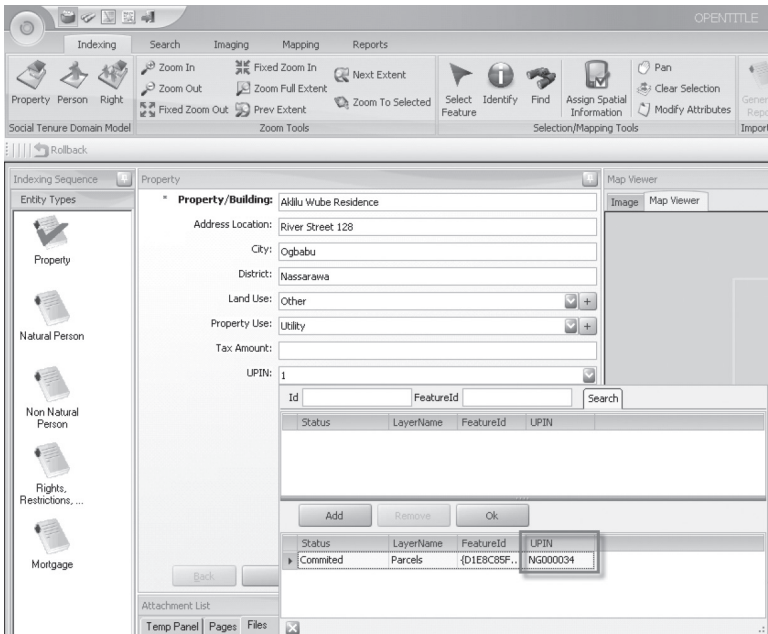 OPENTITLE
Indexing Search Imaging Mapping Reports
Property Person Right
Social Tenure Domain Model
Zoom In
Zoom Out
Fixed Zoom Out
Fixed Zoom In
Zoom Full Extent
Prev Extent
Next Extent
Zoom To Selected
Zoom Tools
Select Feature
Identify
Find
Assign Spatial Information
Pan
Clear Selection
Modify Attributes
Selection/Mapping Tools
Rollback
Indexing Sequence
Entity Types
Property
Natural Person
Non Natural
Person
Rights,
Restrictions, ...
Mortgage
Property
* Property/Building: Aklilu Wube Residence
Address Location: River Street 128
City: Ogbabu
District: Nassarawa
Land Use: Other
Property Use: Utility
Tax Amount:
UPIN: 1
Id FeatureId Search
Status LayerName FeatureId UPIN
Add Remove Ok
Status LayerName FeatureId UPIN
Commited Parcels {D1E8C85F.. NG000034
Back
Attachment List
Temp Panel Pages Files
Map Viewer
Image Map Viewer